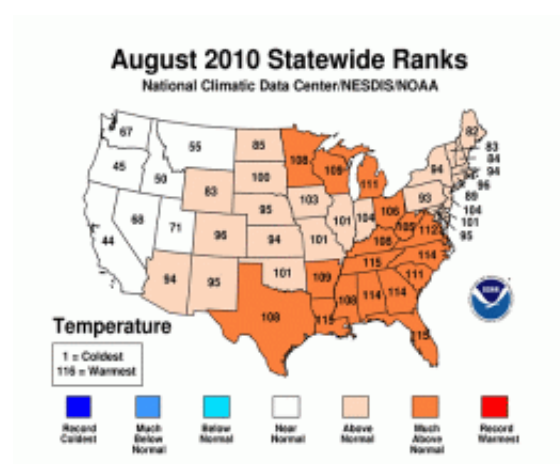 August 2010 Statewide Ranks
National Climatic Data Center/NESDIS/NOAA
67
55
85
108
109
111
82
83
84
94
94
96
89
104
101
95
45
50
83
100
95
103
101
104
106
105
93
112
44
68
71
96
94
101
108
115
114
111
94
95
101
109
108
114
114
108
115
115
Temperature
1 = Coldest
116 = Warmest
Record
Coldest
Much
Below
Normal
Below
Normal
Near
Normal
Above
Normal
Much
Above
Normal
Record
Warmest